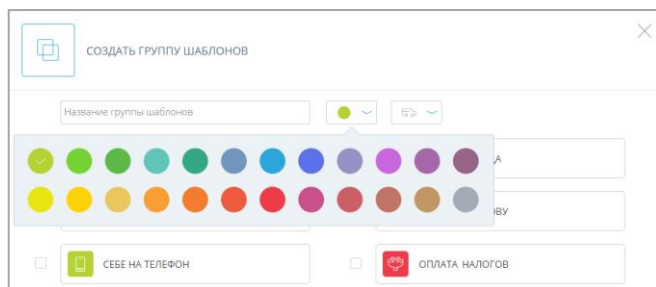 СОЗДАТЬ ГРУППУ ШАБЛОНОВ
Название группы шаблонов
СЕБЕ НА ТЕЛЕФОН
ОПЛАТА НАЛОГОВ